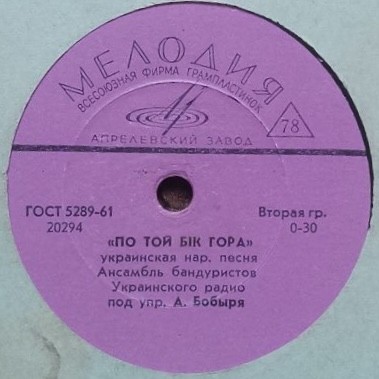 МЕЛОДИЯ
ВСЕСОЮЗНАЯ ФИРМА ГРАМПЛАСТИНОК
78
АПРЕЛЕВСКИЙ ЗАВОД
ГОСТ 5289-61
20294
Вторая гр.
0-30
«ПО ТОЙ БІК ГОРА»
украинская нар. песня
Ансамбль бандуристов
Украинского радио
под упр. А. Бобыря